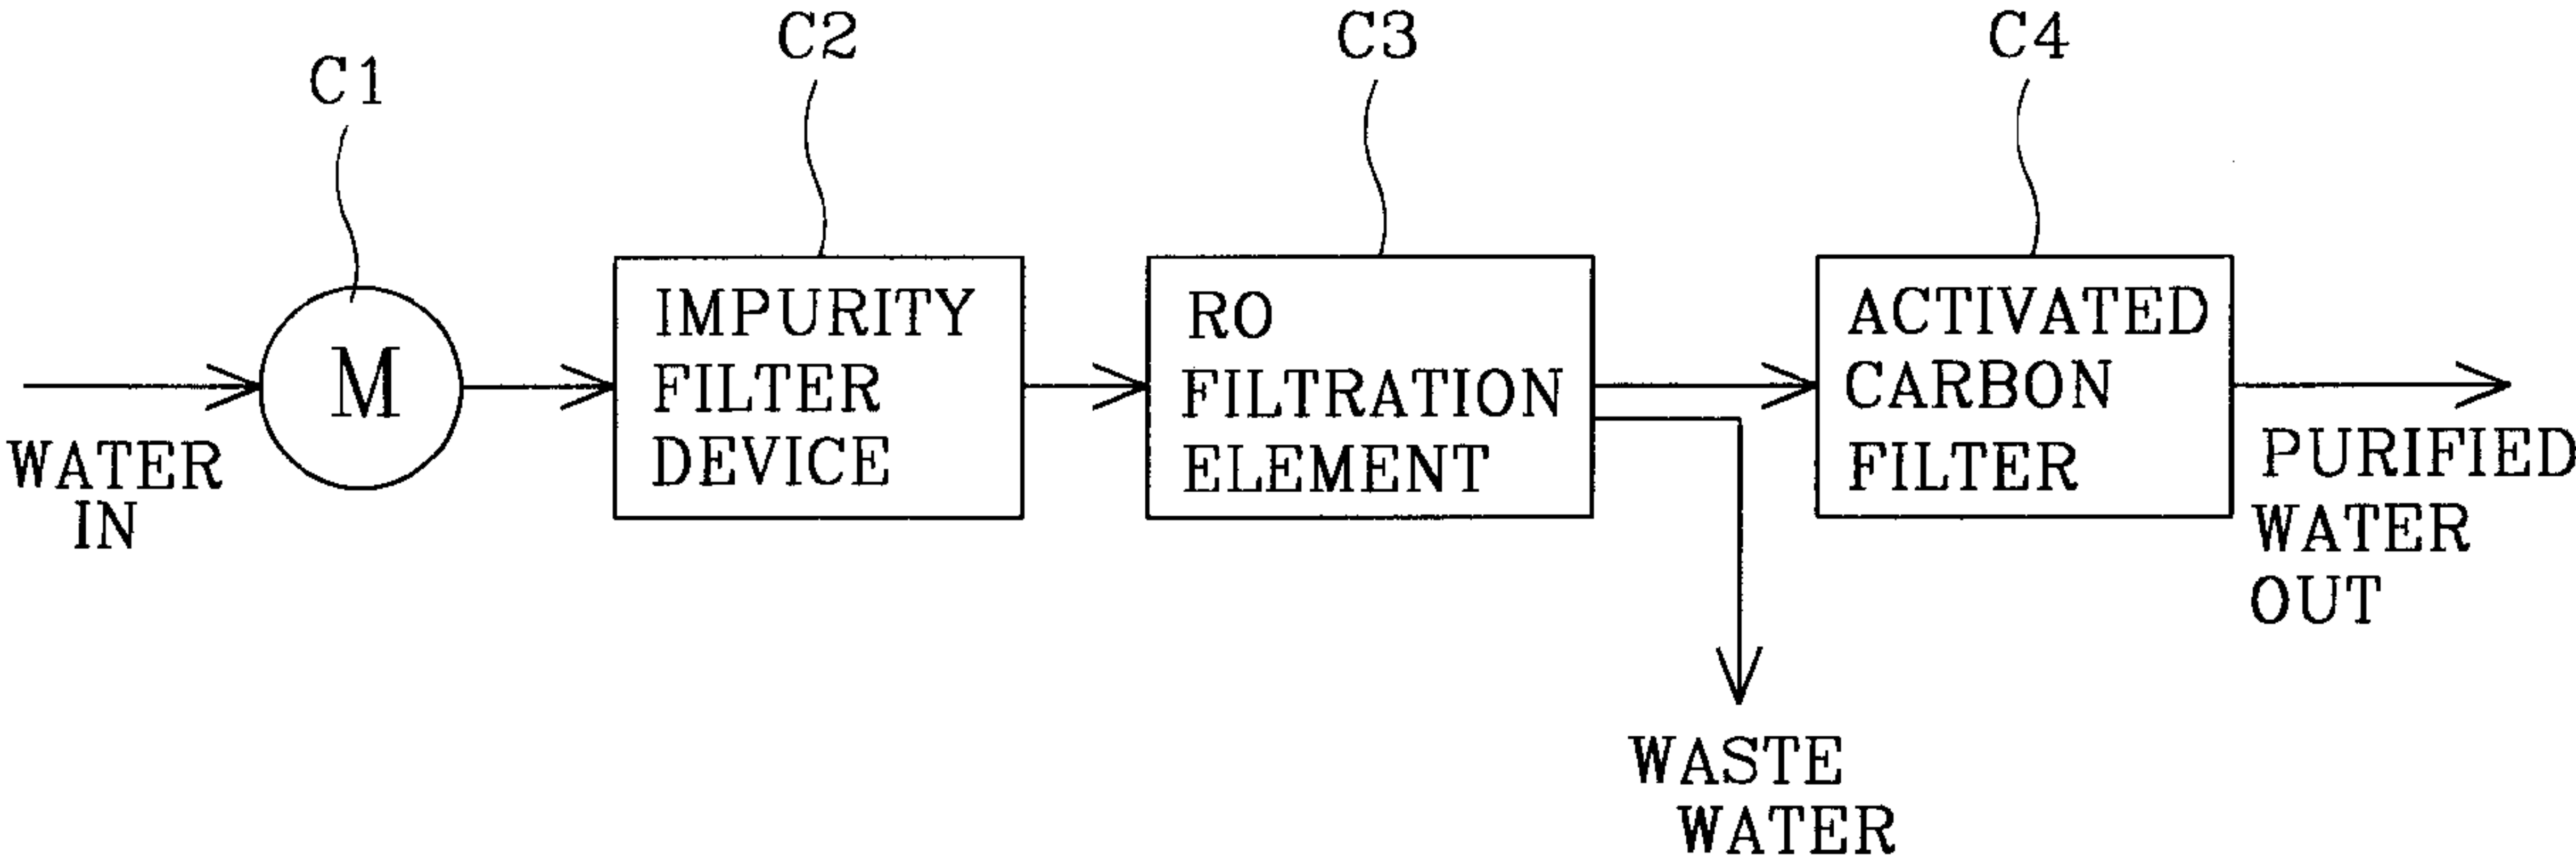 C1
C2
C3
C4
M
WATER
IN
IMPURITY
FILTER
DEVICE
RO
FILTRATION
ELEMENT
ACTIVATED
CARBON
FILTER
PURIFIED
WATER
OUT
WASTE
WATER